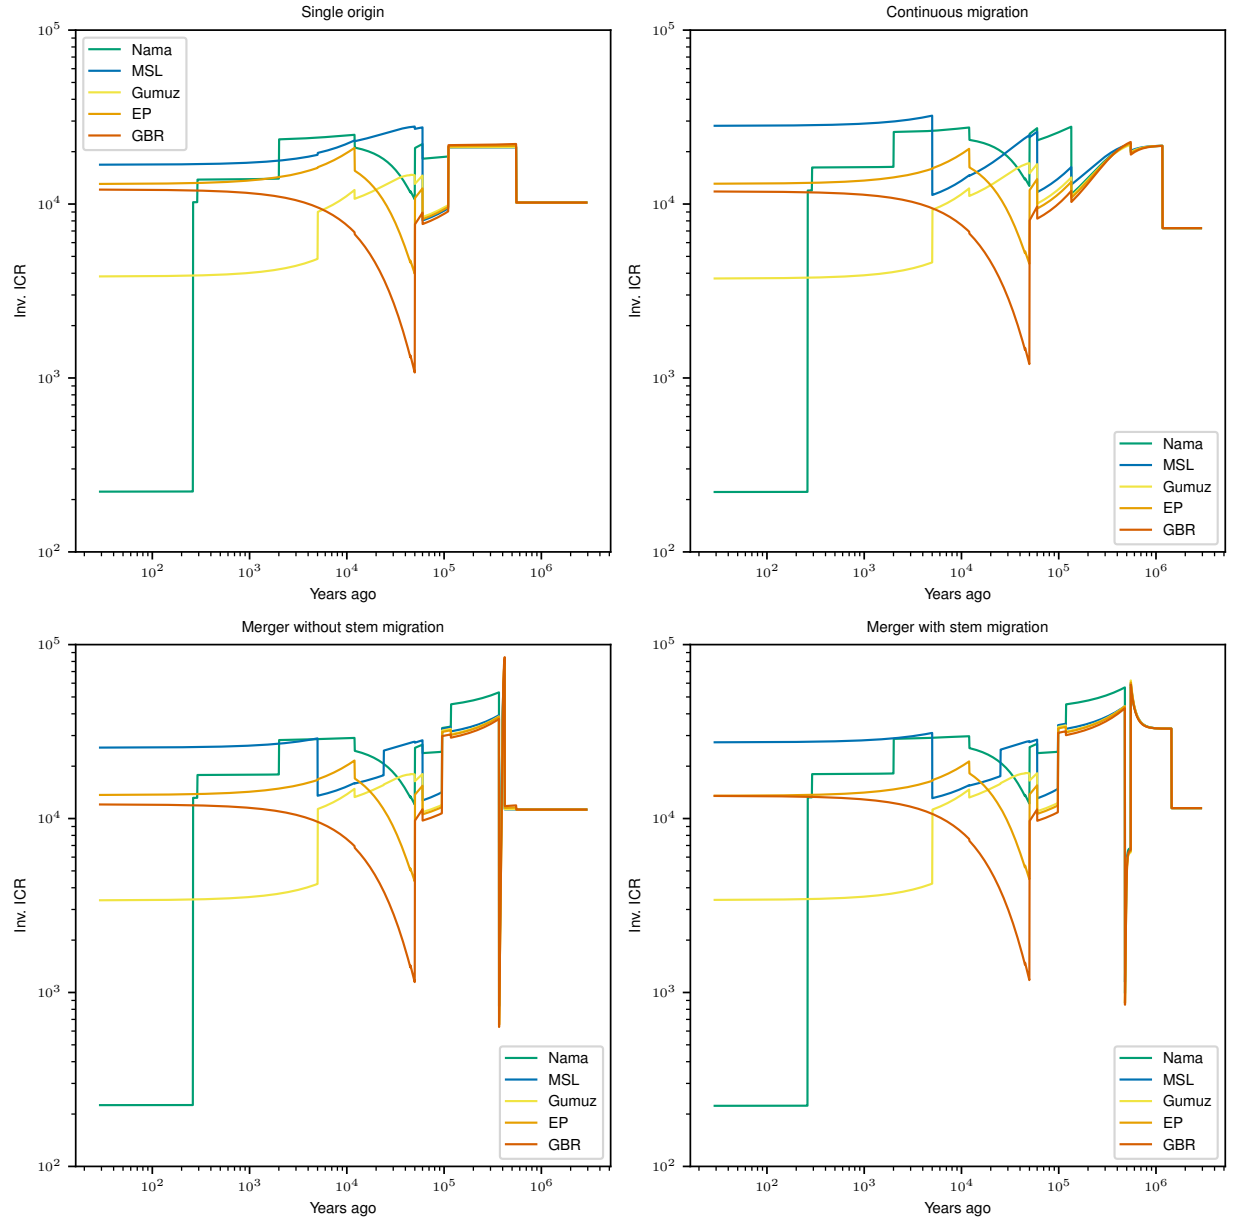 Single origin
10^5
10^4
10^3
10^2
Inv. ICR
Nama
MSL
Gumuz
EP
GBR
10^2 10^3 10^4 10^5 10^6
Years ago
Continuous migration
10^5
10^4
10^3
10^2
Inv. ICR
Nama
MSL
Gumuz
EP
GBR
10^2 10^3 10^4 10^5 10^6
Years ago
Merger without stem migration
10^5
10^4
10^3
10^2
Inv. ICR
Nama
MSL
Gumuz
EP
GBR
10^2 10^3 10^4 10^5 10^6
Years ago
Merger with stem migration
10^5
10^4
10^3
10^2
Inv. ICR
Nama
MSL
Gumuz
EP
GBR
10^2 10^3 10^4 10^5 10^6
Years ago